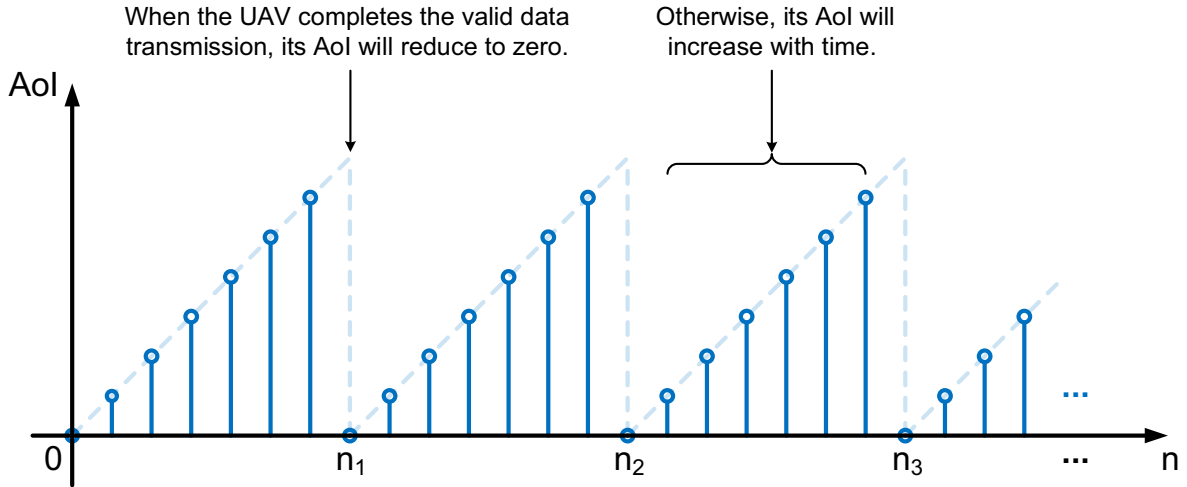 When the UAV completes the valid data
transmission, its AoI will reduce to zero.
Otherwise, its AoI will
increase with time.
AoI
...
0
n₁
n₂
n₃
...
n